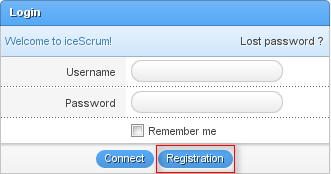 Login
Welcome to iceScrum! Lost password ?
Username
Password
Remember me
Connect Registration